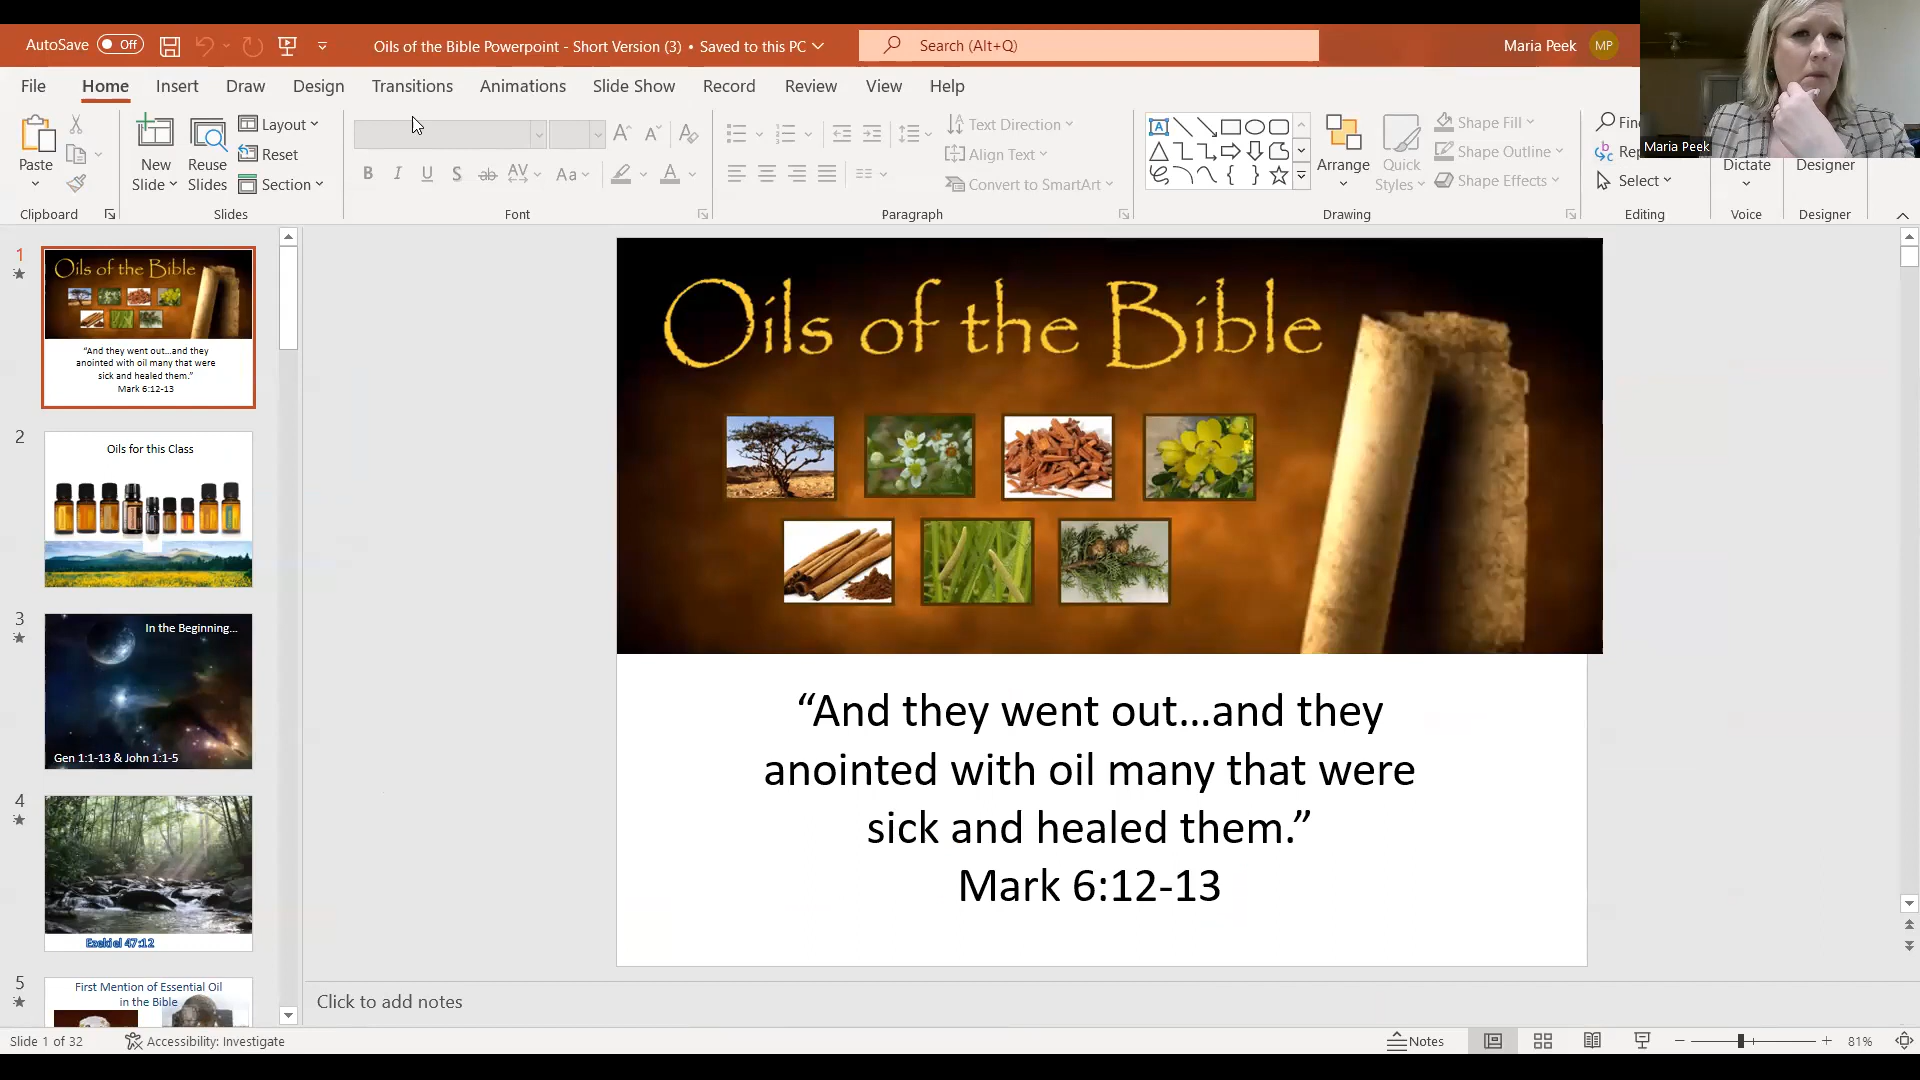 AutoSave Off
Oils of the Bible Powerpoint - Short Version (3) • Saved to this PC
Search (Alt+Q)
Maria Peek MP
File Home Insert Draw Design Transitions Animations Slide Show Record Review View Help
Paste
Clipboard
New Slide
Reuse Slides
Layout
Reset
Section
Slides
B I U S ab AV Aa A
Font
Text Direction
Align Text
Convert to SmartArt
Paragraph
Arrange
Quick Styles
Shape Fill
Shape Outline
Shape Effects
Drawing
Select
Editing
Dictate
Voice
Designer
Designer
Maria Peek
1
Oils of the Bible
“And they went out...and they
anointed with oil many that were
sick and healed them.”
Mark 6:12-13
2
Oils for this Class
3
In the Beginning...
Gen 1:1-13 & John 1:1-5
4
Ezekiel 47:12
5
First Mention of Essential Oil
in the Bible
Oils of the Bible
“And they went out...and they
anointed with oil many that were
sick and healed them.”
Mark 6:12-13
Click to add notes
Slide 1 of 32
Accessibility: Investigate
Notes
81%